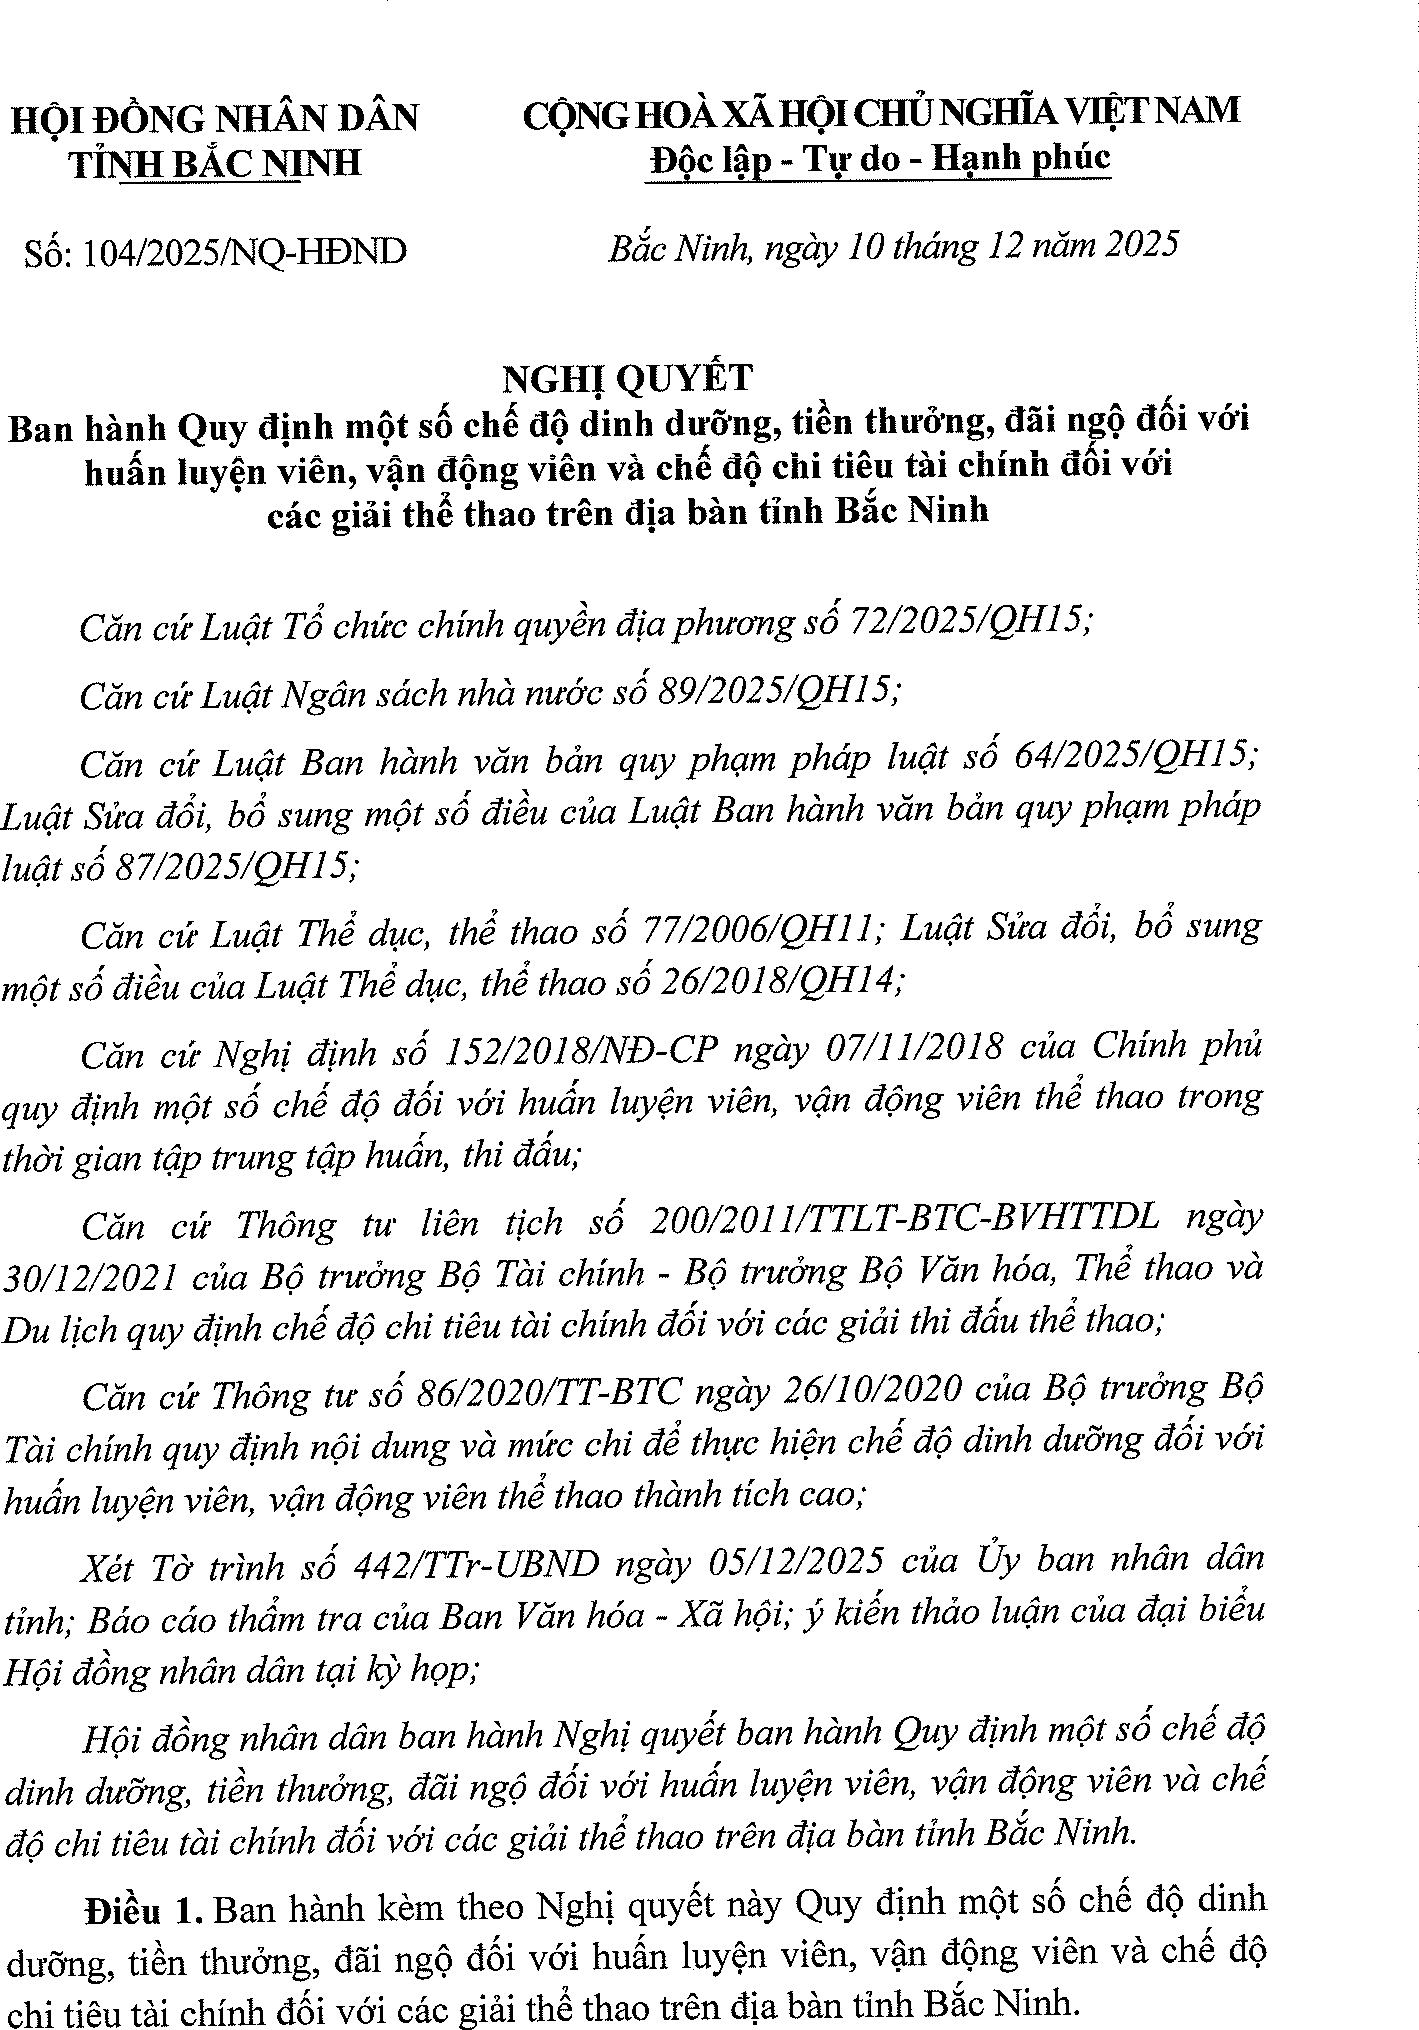 HỘI ĐỒNG NHÂN DÂN
TỈNH BẮC NINH
CỘNG HOÀ XÃ HỘI CHỦ NGHĨA VIỆT NAM
Độc lập - Tự do - Hạnh phúc
Số: 104/2025/NQ-HĐND
Bắc Ninh, ngày 10 tháng 12 năm 2025
NGHỊ QUYẾT
Ban hành Quy định một số chế độ dinh dưỡng, tiền thưởng, đãi ngộ đối với
huấn luyện viên, vận động viên và chế độ chi tiêu tài chính đối với
các giải thể thao trên địa bàn tỉnh Bắc Ninh
Căn cứ Luật Tổ chức chính quyền địa phương số 72/2025/QH15;
Căn cứ Luật Ngân sách nhà nước số 89/2025/QH15;
Căn cứ Luật Ban hành văn bản quy phạm pháp luật số 64/2025/QH15;
Luật Sửa đổi, bổ sung một số điều của Luật Ban hành văn bản quy phạm pháp
luật số 87/2025/QH15;
Căn cứ Luật Thể dục, thể thao số 77/2006/QH11; Luật Sửa đổi, bổ sung
một số điều của Luật Thể dục, thể thao số 26/2018/QH14;
Căn cứ Nghị định số 152/2018/NĐ-CP ngày 07/11/2018 của Chính phủ
quy định một số chế độ đối với huấn luyện viên, vận động viên thể thao trong
thời gian tập trung tập huấn, thi đấu;
Căn cứ Thông tư liên tịch số 200/2011/TTLT-BTC-BVHTTDL ngày
30/12/2021 của Bộ trưởng Bộ Tài chính - Bộ trưởng Bộ Văn hóa, Thể thao và
Du lịch quy định chế độ chi tiêu tài chính đối với các giải thi đấu thể thao;
Căn cứ Thông tư số 86/2020/TT-BTC ngày 26/10/2020 của Bộ trưởng Bộ
Tài chính quy định nội dung và mức chi để thực hiện chế độ dinh dưỡng đối với
huấn luyện viên, vận động viên thể thao thành tích cao;
Xét Tờ trình số 442/TTr-UBND ngày 05/12/2025 của Ủy ban nhân dân
tỉnh; Báo cáo thẩm tra của Ban Văn hóa - Xã hội; ý kiến thảo luận của đại biểu
Hội đồng nhân dân tại kỳ họp;
Hội đồng nhân dân ban hành Nghị quyết ban hành Quy định một số chế độ
dinh dưỡng, tiền thưởng, đãi ngộ đối với huấn luyện viên, vận động viên và chế
độ chi tiêu tài chính đối với các giải thể thao trên địa bàn tỉnh Bắc Ninh.
Điều 1. Ban hành kèm theo Nghị quyết này Quy định một số chế độ dinh
dưỡng, tiền thưởng, đãi ngộ đối với huấn luyện viên, vận động viên và chế độ
chi tiêu tài chính đối với các giải thể thao trên địa bàn tỉnh Bắc Ninh.